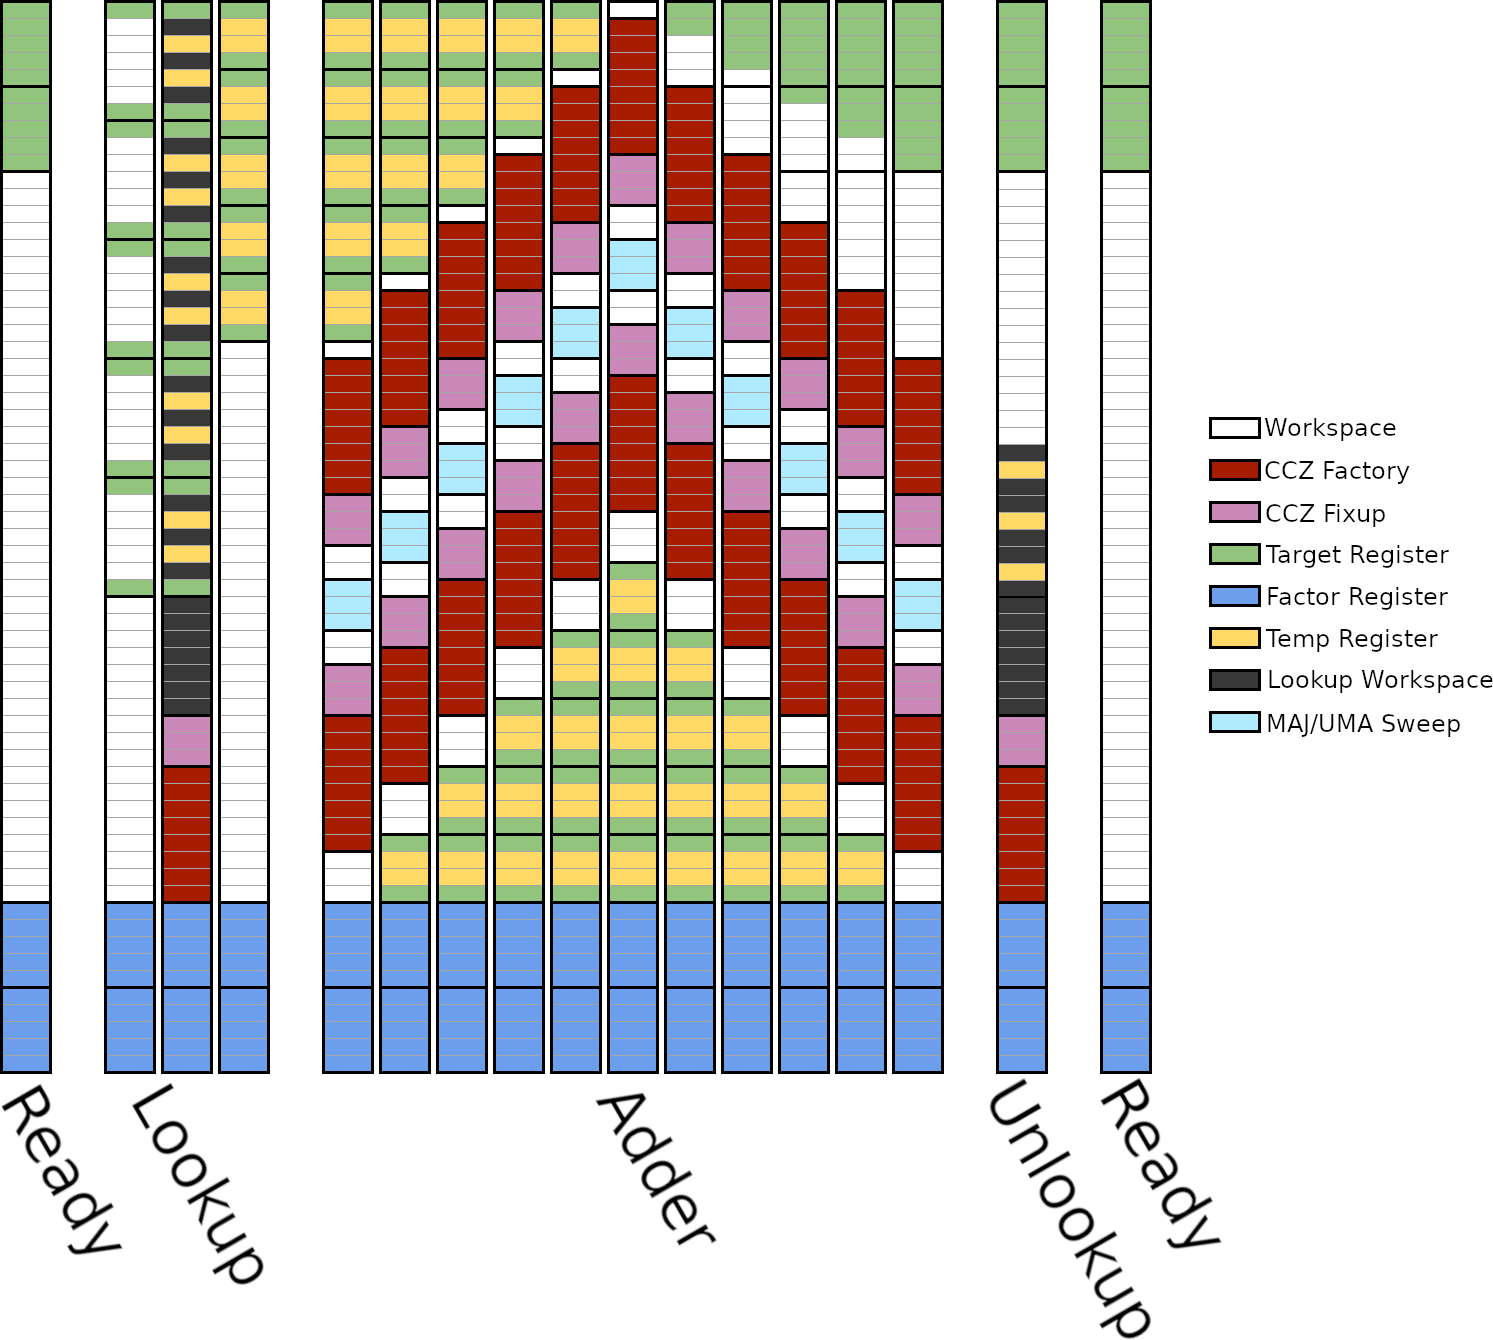 Workspace
CCZ Factory
CCZ Fixup
Target Register
Factor Register
Temp Register
Lookup Workspace
MAJ/UMA Sweep
Ready
Lookup
Adder
Unlookup
Ready